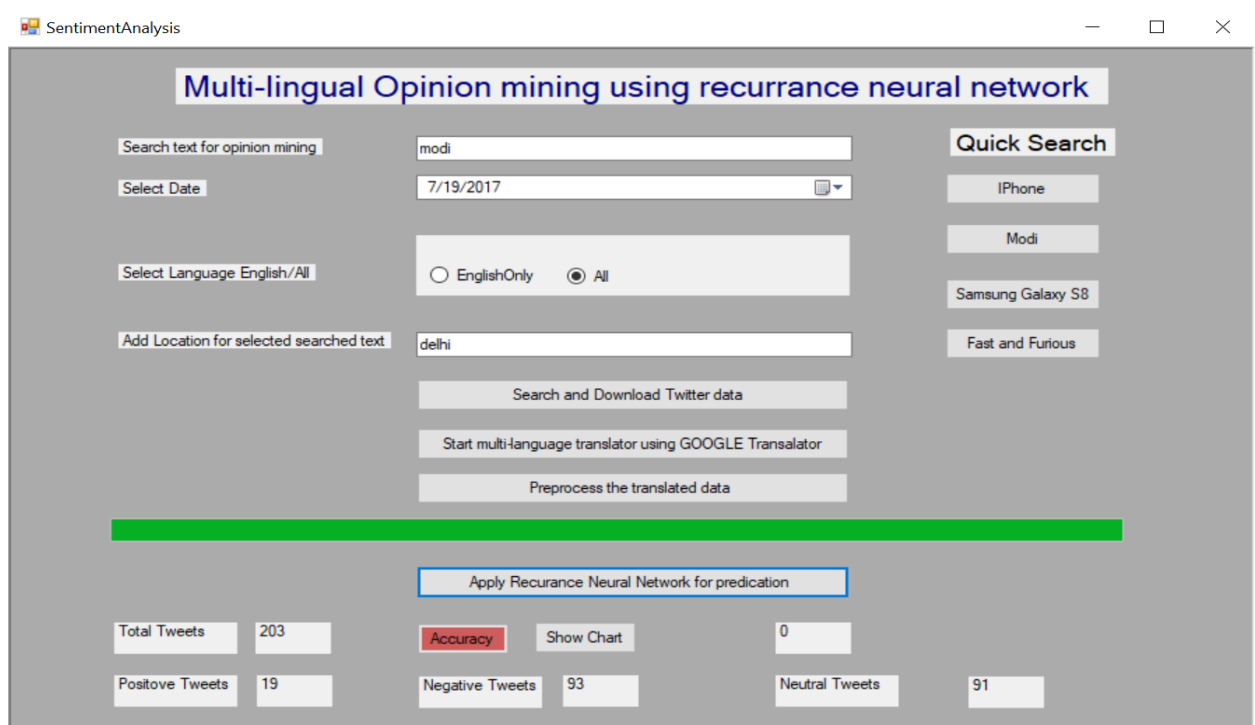 SentimentAnalysis
Multi-lingual Opinion mining using recurrance neural network
Search text for opinion mining
modi
Quick Search
Select Date
7/19/2017
IPhone
Modi
Select Language English/All
EnglishOnly
All
Samsung Galaxy S8
Add Location for selected searched text
delhi
Fast and Furious
Search and Download Twitter data
Start multi-language translator using GOOGLE Transalator
Preprocess the translated data
Apply Recurance Neural Network for predication
Total Tweets
203
Accuracy
Show Chart
0
Positove Tweets
19
Negative Tweets
93
Neutral Tweets
91